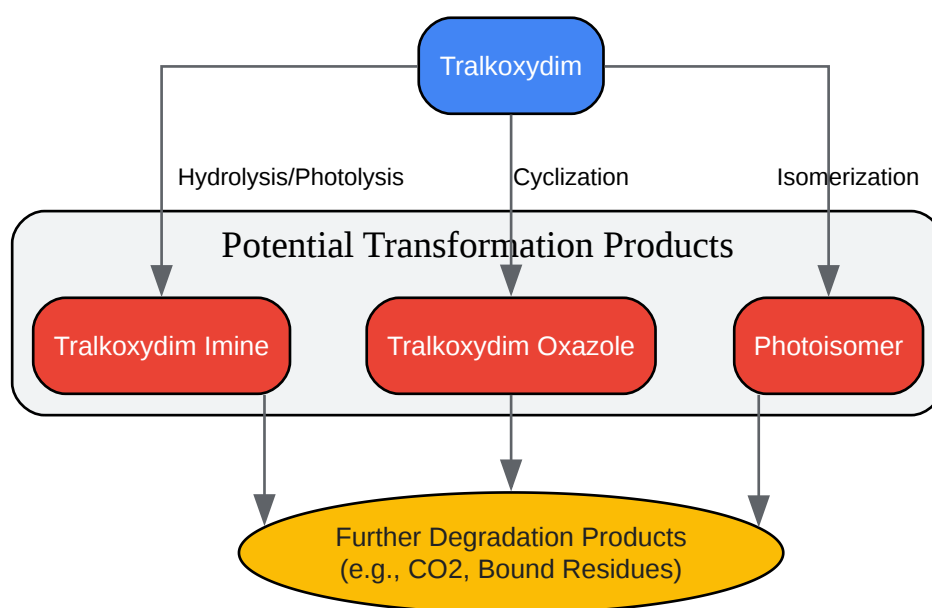 Tralkoxydim
Hydrolysis/Photolysis
Cyclization
Isomerization
Potential Transformation Products
Tralkoxydim Imine
Tralkoxydim Oxazole
Photoisomer
Further Degradation Products
(e.g., CO2, Bound Residues)